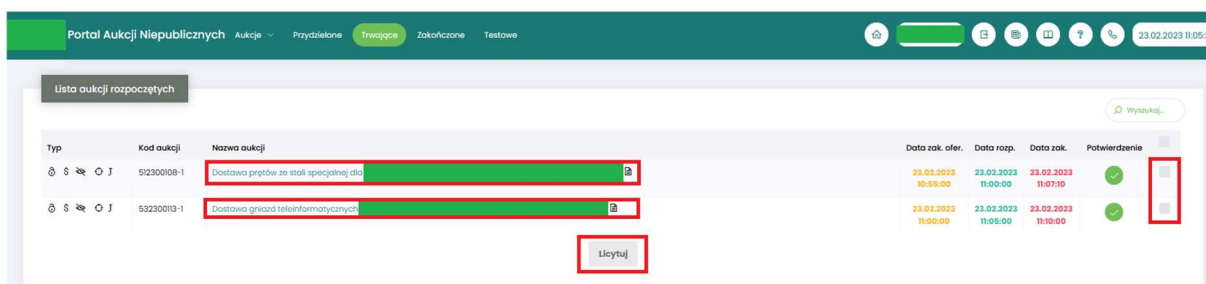 Portal Aukcji Niepublicznych Aukcje Przydzielone Trwające Zakończone Testowe 23.02.2023 11:05:
Lista aukcji rozpoczętych
Wyszukaj...
Typ Kod aukcji Nazwa aukcji Data zak. ofer. Data rozp. Data zak. Potwierdzenie
512300108-1 Dostawa prętów ze stali specjalnej dla 23.02.2023 10:55:00 23.02.2023 11:00:00 23.02.2023 11:07:10
532300113-1 Dostawa gniazd teleinformatycznych 23.02.2023 11:00:00 23.02.2023 11:05:00 23.02.2023 11:10:00
Licytuj